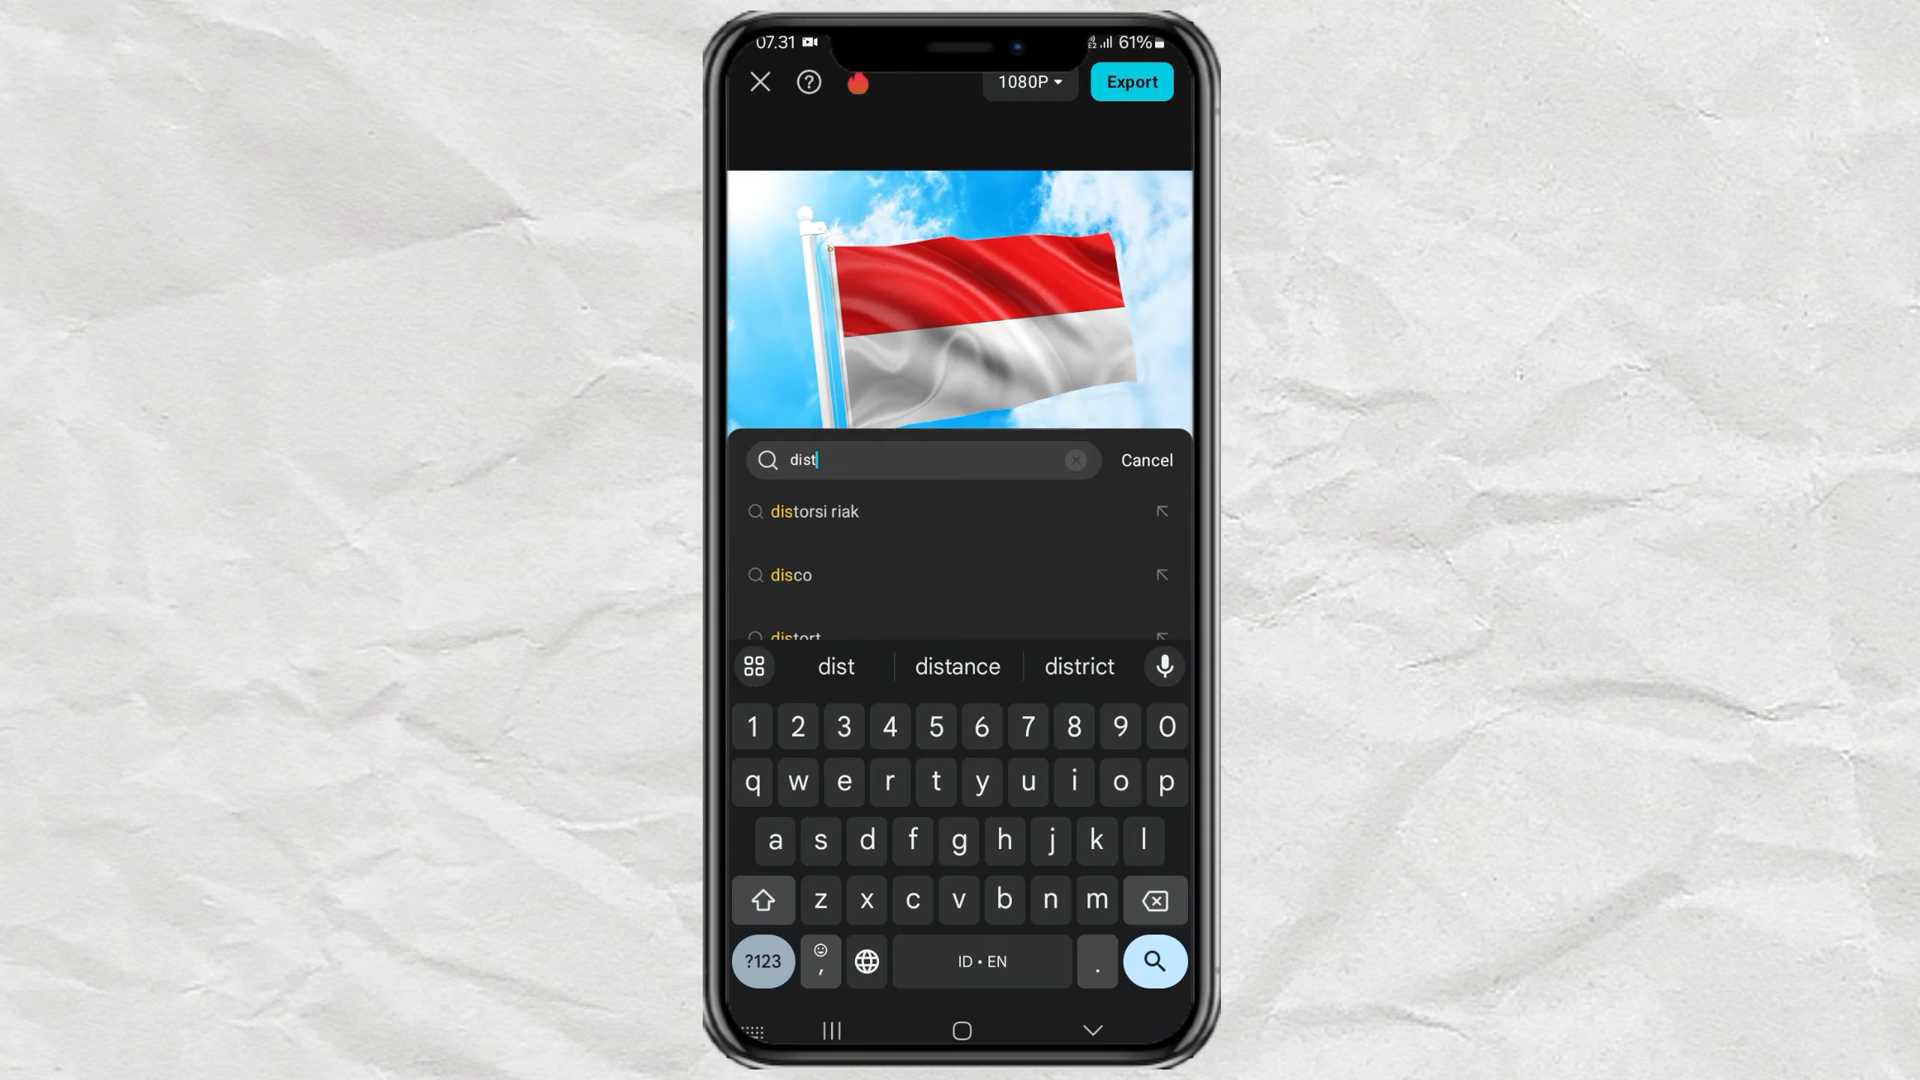 07.31 61%
1080P Export
dist Cancel
distorsi riak
disco
distort
dist distance district
1 2 3 4 5 6 7 8 9 0
q w e r t y u i o p
a s d f g h j k l
z x c v b n m
?123 , ID • EN .